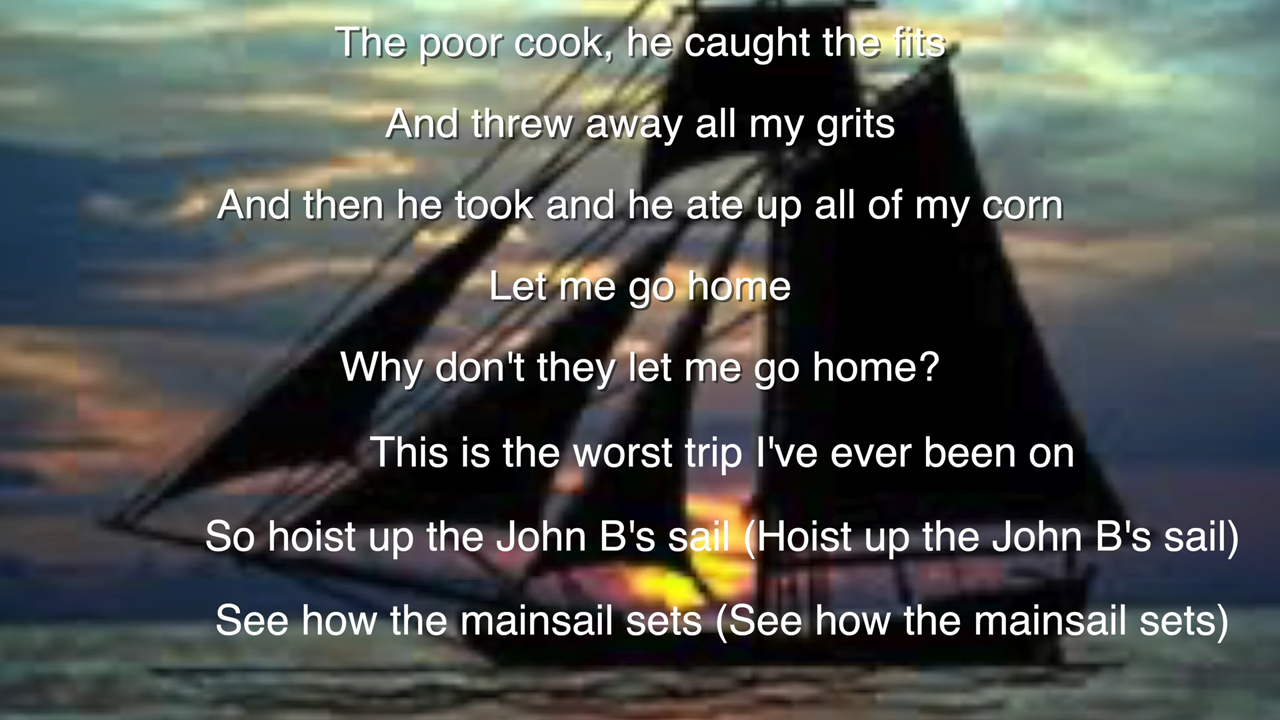 The poor cook, he caught the fits
And threw away all my grits
And then he took and he ate up all of my corn
Let me go home
Why don't they let me go home?
This is the worst trip I've ever been on
So hoist up the John B's sail (Hoist up the John B's sail)
See how the mainsail sets (See how the mainsail sets)